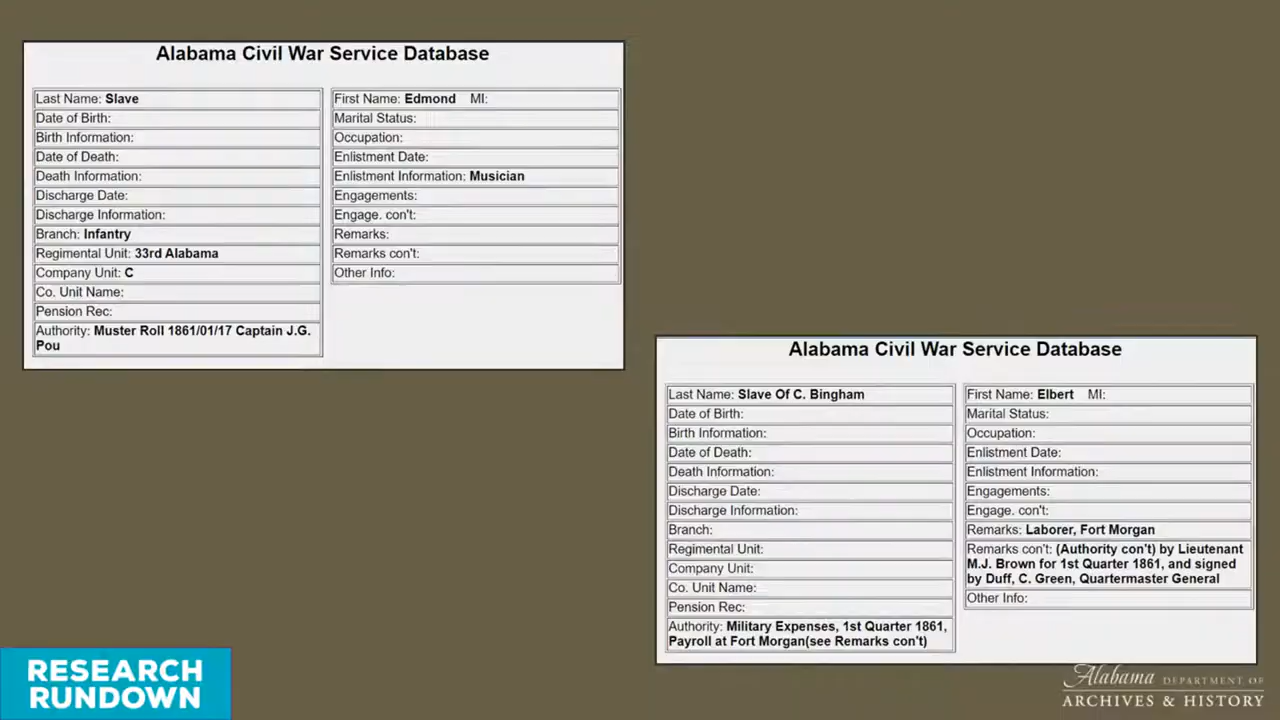 Alabama Civil War Service Database
Last Name: Slave
Date of Birth:
Birth Information:
Date of Death:
Death Information:
Discharge Date:
Discharge Information:
Branch: Infantry
Regimental Unit: 33rd Alabama
Company Unit: C
Co. Unit Name:
Pension Rec:
Authority: Muster Roll 1861/01/17 Captain J.G.
Pou
First Name: Edmond MI:
Marital Status:
Occupation:
Enlistment Date:
Enlistment Information: Musician
Engagements:
Engage. con't:
Remarks:
Remarks con't:
Other Info:
Alabama Civil War Service Database
Last Name: Slave Of C. Bingham
Date of Birth:
Birth Information:
Date of Death:
Death Information:
Discharge Date:
Discharge Information:
Branch:
Regimental Unit:
Company Unit:
Co. Unit Name:
Pension Rec:
Authority: Military Expenses, 1st Quarter 1861,
Payroll at Fort Morgan(see Remarks con't)
First Name: Elbert MI:
Marital Status:
Occupation:
Enlistment Date:
Enlistment Information:
Engagements:
Engage. con't:
Remarks: Laborer, Fort Morgan
Remarks con't: (Authority con't) by Lieutenant
M.J. Brown for 1st Quarter 1861, and signed
by Duff, C. Green, Quartermaster General
Other Info:
RESEARCH
RUNDOWN
Alabama DEPARTMENT OF
ARCHIVES & HISTORY